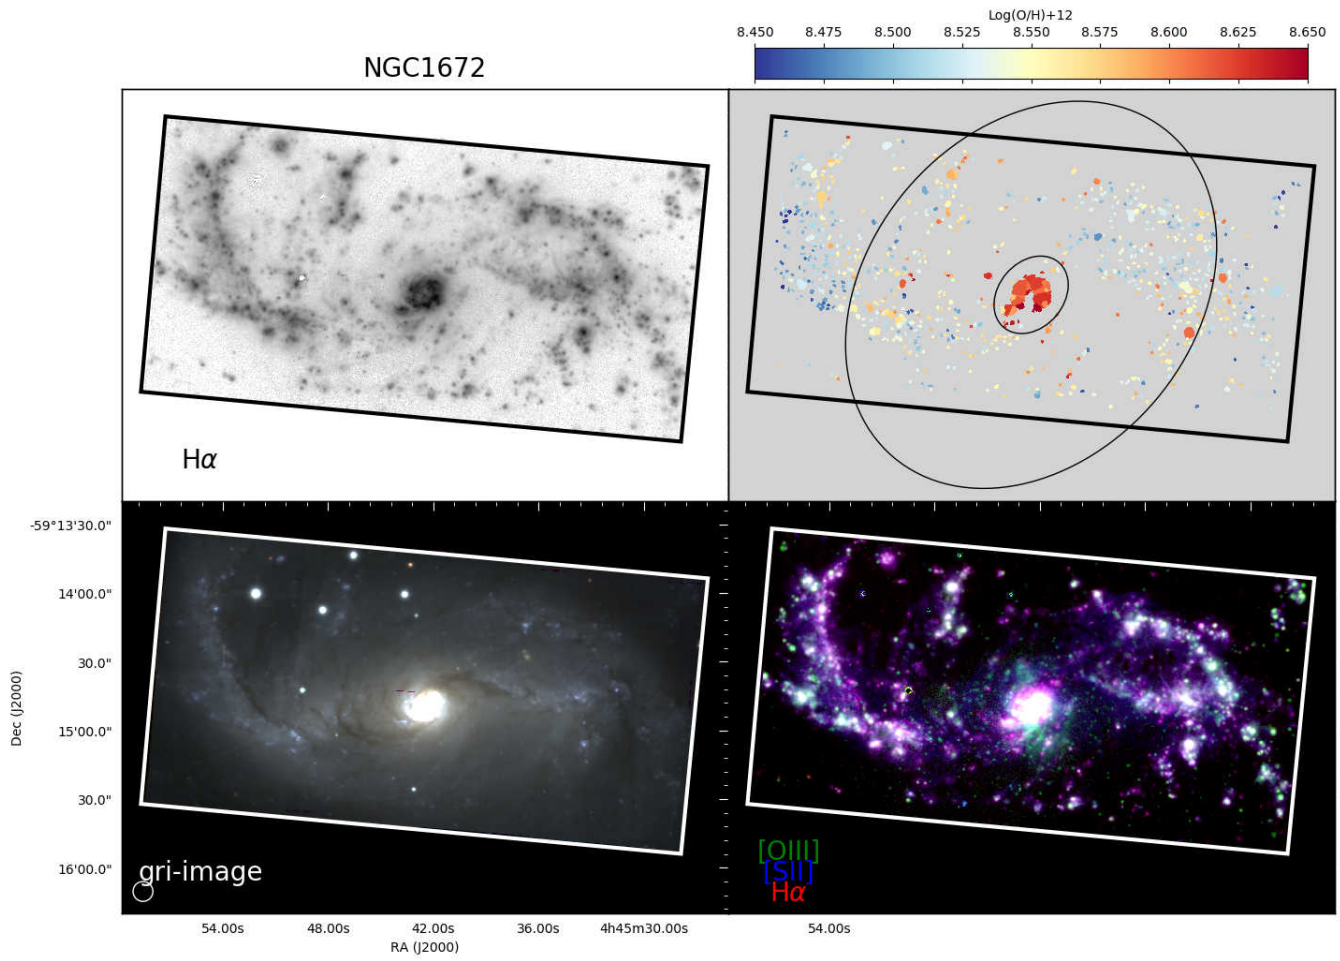 Log(O/H)+12
8.450 8.475 8.500 8.525 8.550 8.575 8.600 8.625 8.650
NGC1672
Hα
-59°13'30.0"
14'00.0"
30.0"
15'00.0"
30.0"
16'00.0"
Dec (J2000)
gri-image
[OIII]
[SII]
Hα
54.00s 48.00s 42.00s 36.00s 4h45m30.00s 54.00s
RA (J2000)